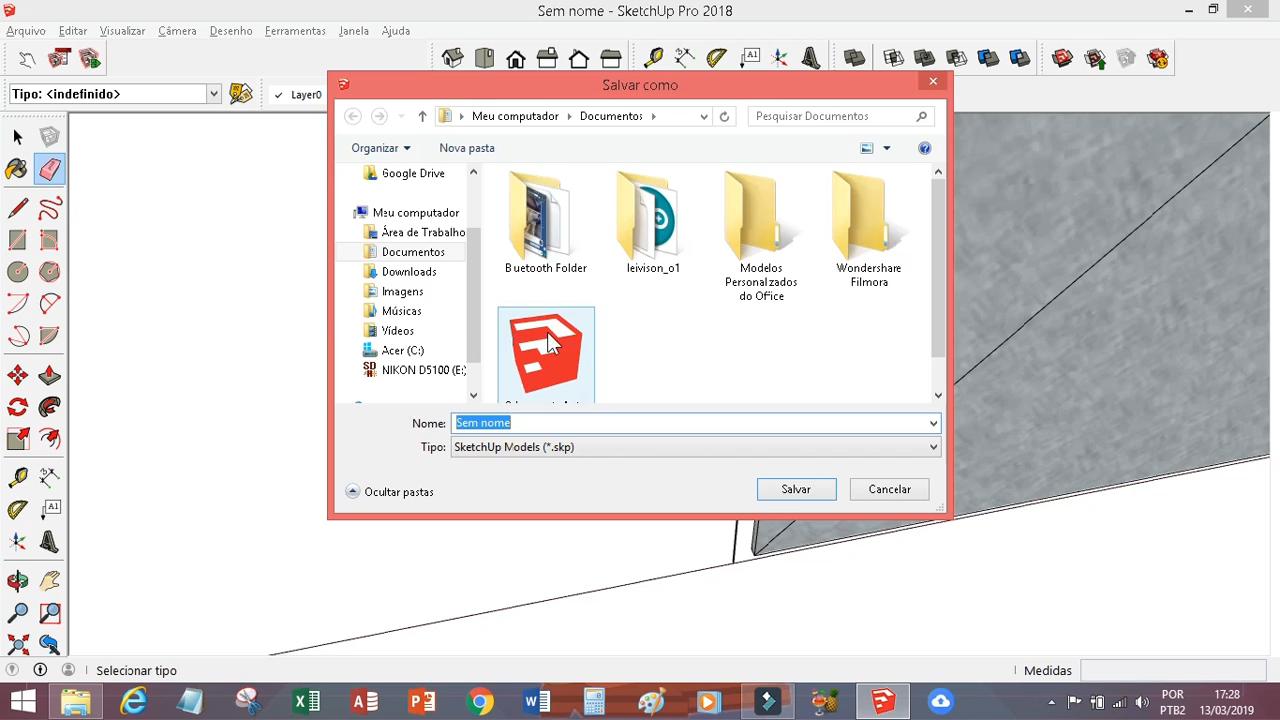 Sem nome - SketchUp Pro 2018
Arquivo Editar Visualizar Câmera Desenho Ferramentas Janela Ajuda
A1
Tipo: <indefinido>
Layer0
Salvar como
Meu computador Documentos
Pesquisar Documentos
Organizar Nova pasta
Google Drive
Meu computador
Área de Trabalho
Documentos
Downloads
Imagens
Músicas
Vídeos
Acer (C:)
NIKON D5100 (E:
Bluetooth Folder
leivison_o1
Modelos
Personalizados
do Office
Wondershare
Filmora
Nome: Sem nome
Tipo: SketchUp Models (*.skp)
Ocultar pastas
Salvar Cancelar
A1
Selecionar tipo
Medidas
POR
PTB2
17:28
13/03/2019